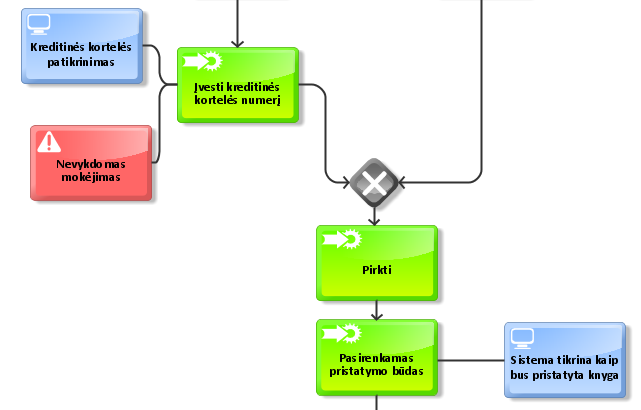 Kreditinės kortelės
patikrinimas
Įvesti kreditinės
kortelės numerį
Nevykdomas
mokėjimas
Pirkti
Pasirenkamas
pristatymo būdas
Sistema tikrina kaip
bus pristatyta knyga